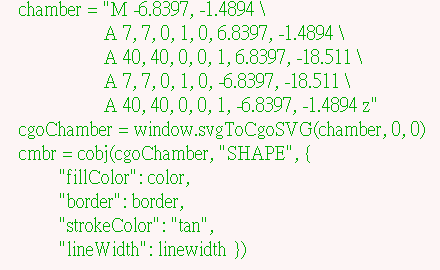 chamber = "M -6.8397, -1.4894 \
A 7, 7, 0, 1, 0, 6.8397, -1.4894 \
A 40, 40, 0, 0, 1, 6.8397, -18.511 \
A 7, 7, 0, 1, 0, -6.8397, -18.511 \
A 40, 40, 0, 0, 1, -6.8397, -1.4894 z"
cgoChamber = window.svgToCgoSVG(chamber, 0, 0)
cmbr = cobj(cgoChamber, "SHAPE", {
"fillColor": color,
"border": border,
"strokeColor": "tan",
"lineWidth": linewidth })